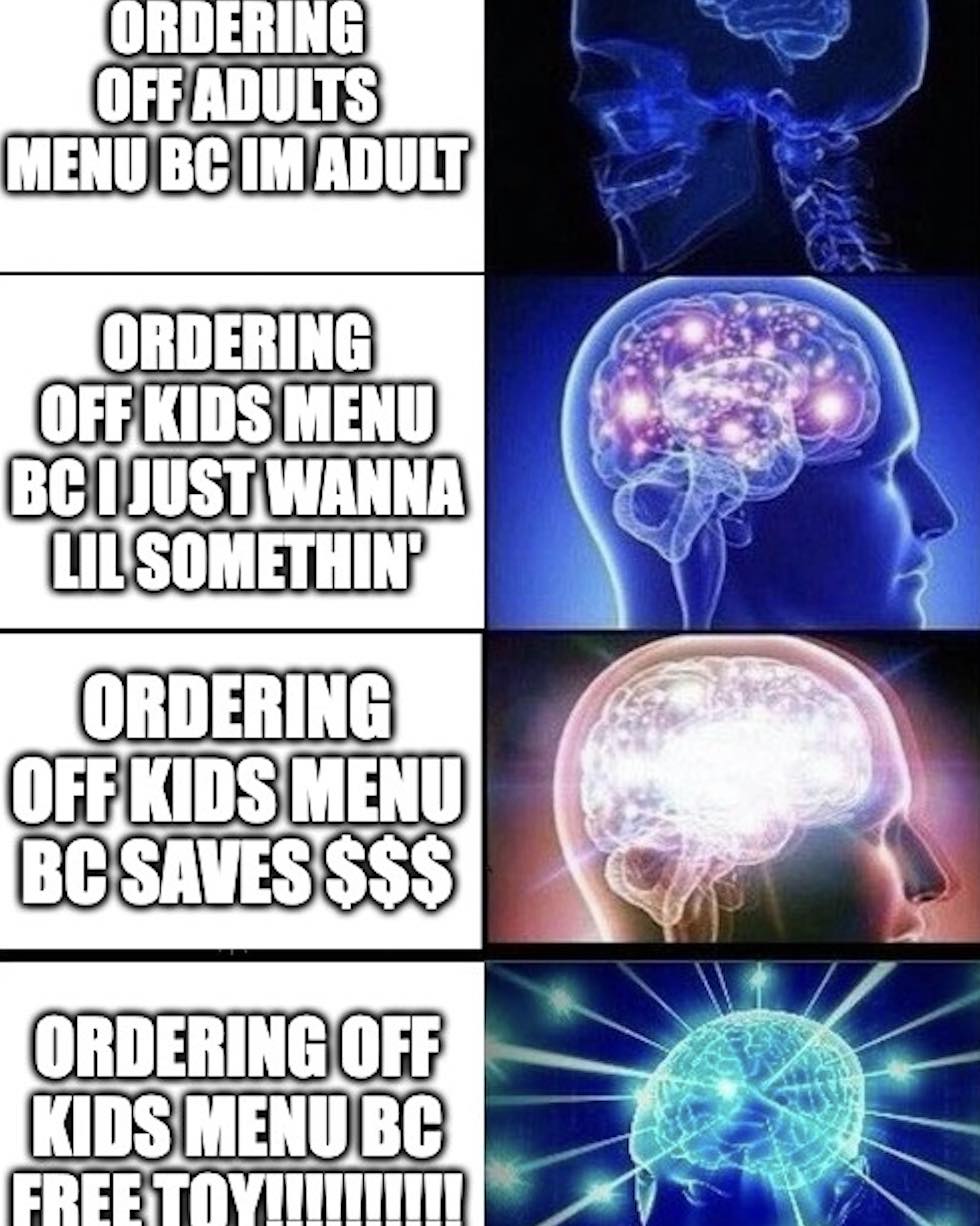 ORDERING
OFF ADULTS
MENU BC IM ADULT
ORDERING
OFF KIDS MENU
BC I JUST WANNA
LIL SOMETHIN'
ORDERING
OFF KIDS MENU
BC SAVES $$$
ORDERING OFF
KIDS MENU BC
FREE TOY!!!!!!!!!!!